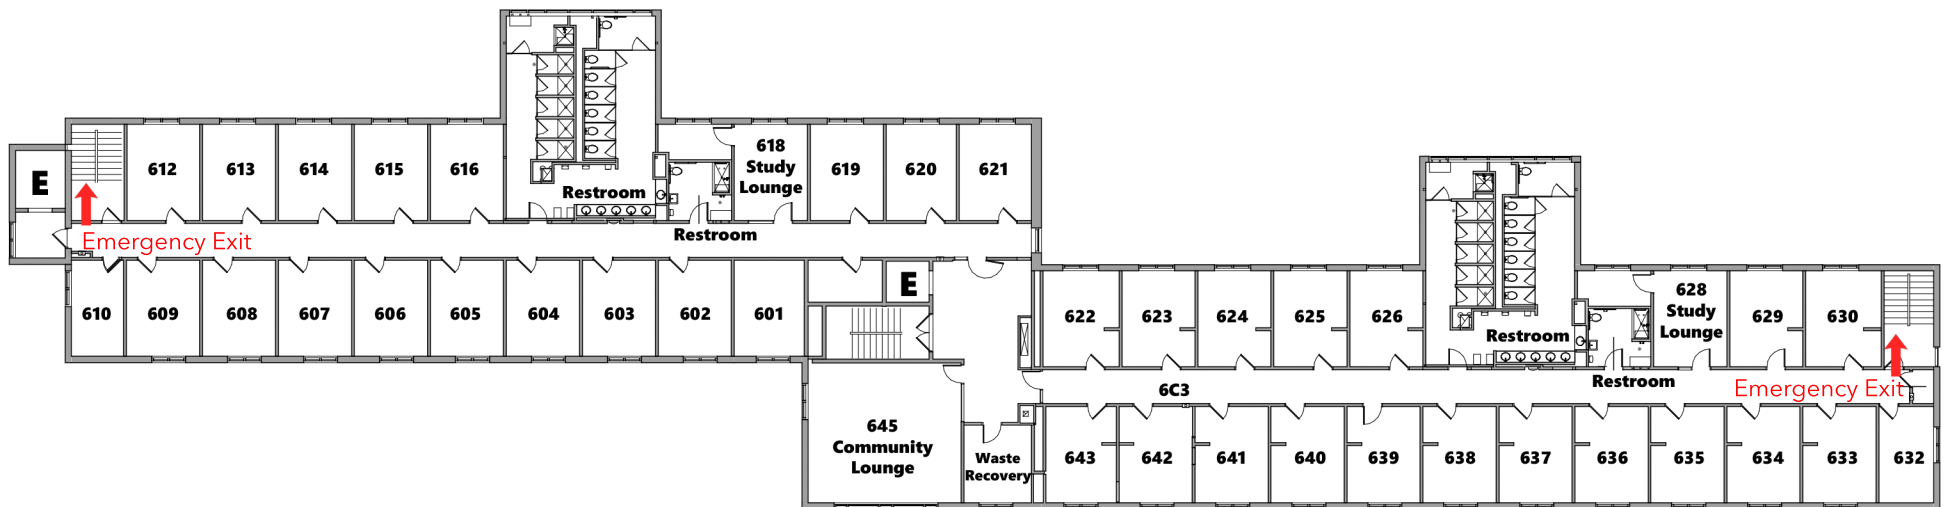 E
612
613
614
615
616
Restroom
618
Study
Lounge
619
620
621
Emergency Exit
Restroom
610
609
608
607
606
605
604
603
602
601
E
622
623
624
625
626
Restroom
628
Study
Lounge
629
630
6C3
Restroom
Emergency Exit
645
Community
Lounge
Waste
Recovery
643
642
641
640
639
638
637
636
635
634
633
632